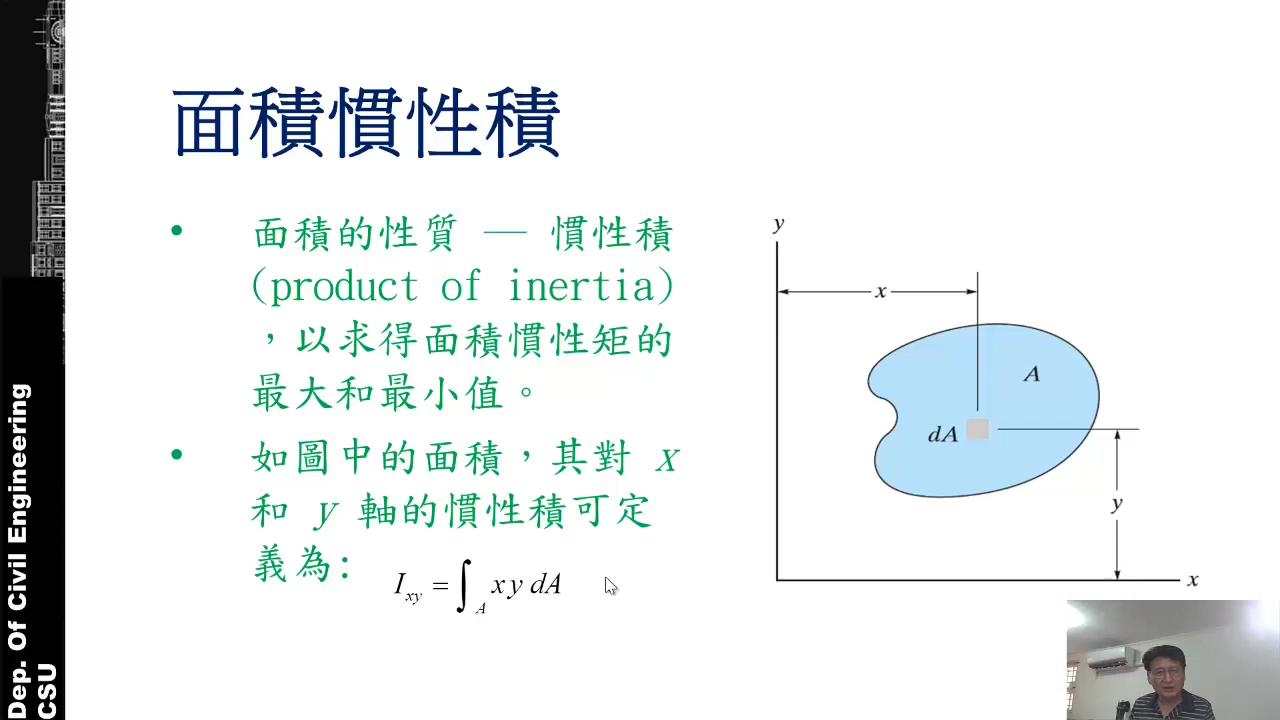 面積慣性積
• 面積的性質 — 慣性積
(product of inertia)
,以求得面積慣性矩的
最大和最小值。
• 如圖中的面積,其對 x
和 y 軸的慣性積可定
義為:
I_{xy} = ∫_A x y dA
y
x
A
dA
y
x
Dep. Of Civil Engineering
CSU